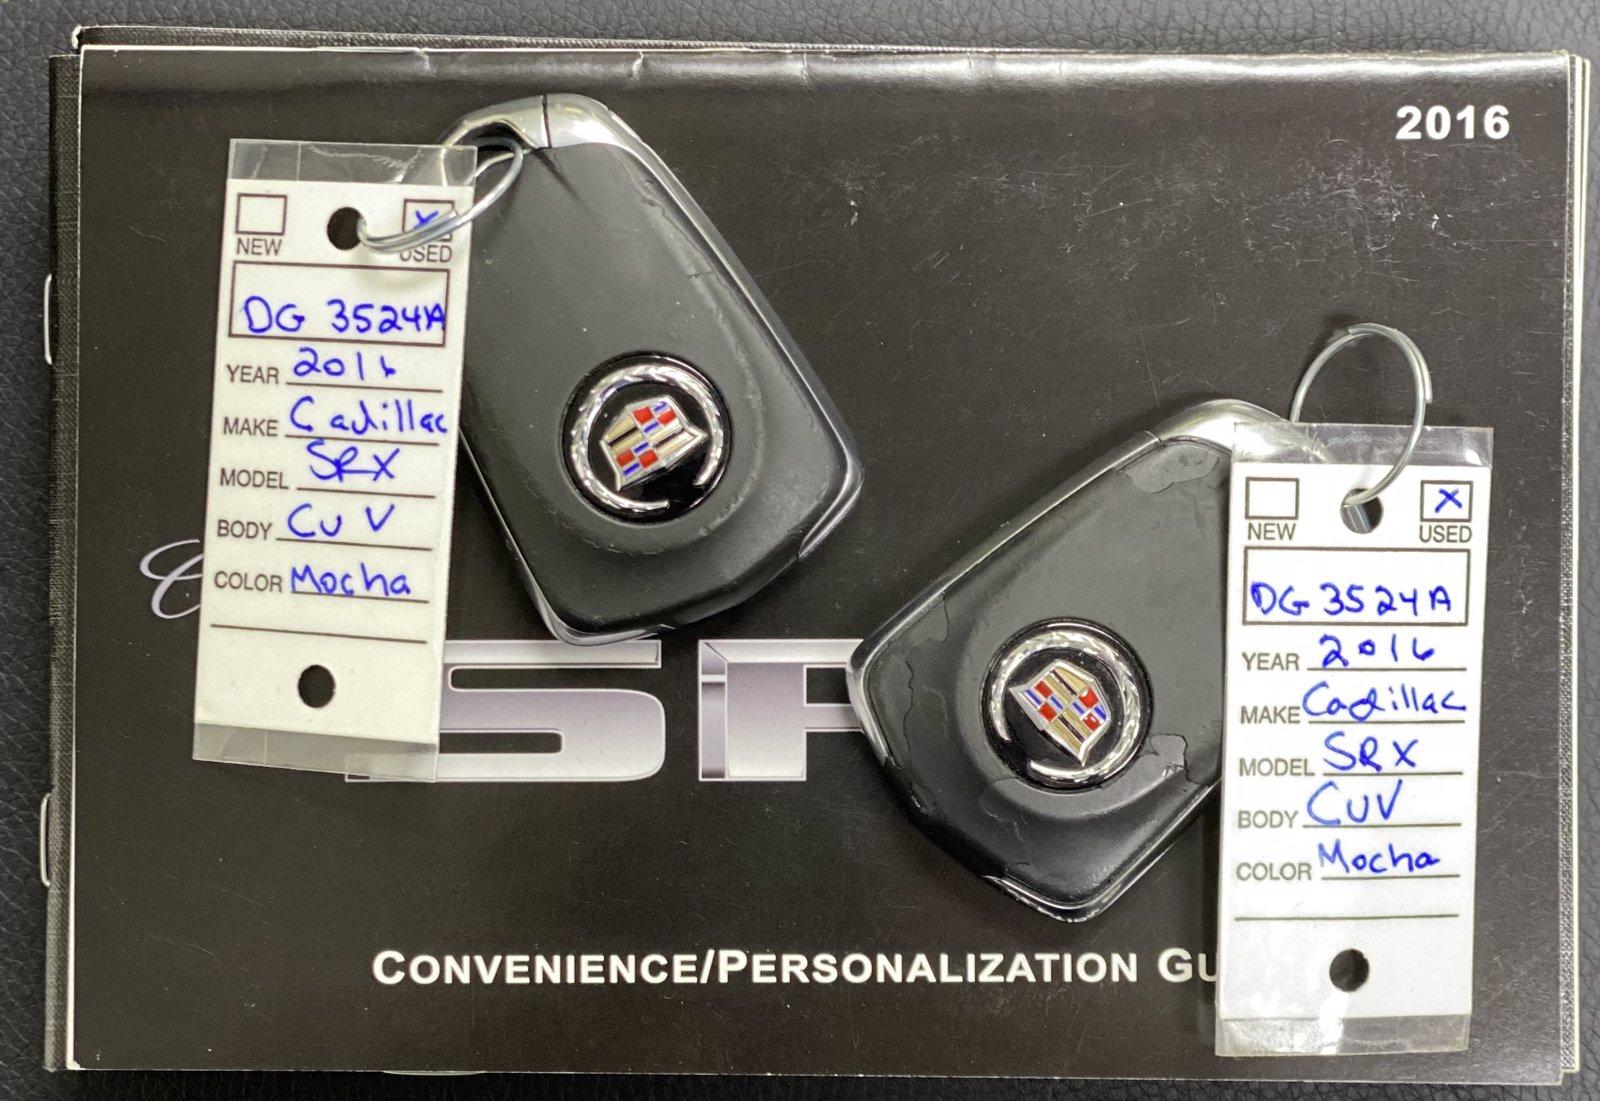 2016
NEW
x
USED
DG 3524A
YEAR 2016
MAKE Cadillac
MODEL SRX
BODY CUV
COLOR Mocha
NEW
x
USED
DG 3524A
YEAR 2016
MAKE Cadillac
MODEL SRX
BODY CUV
COLOR Mocha
C
SR
CONVENIENCE/PERSONALIZATION GU